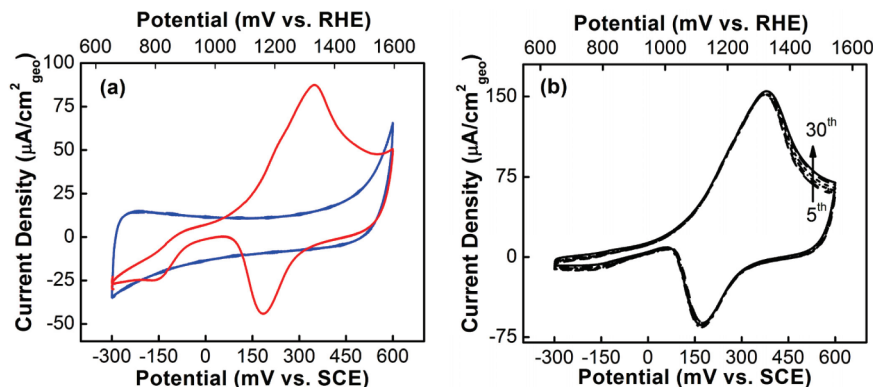 Potential (mV vs. RHE)
600 800 1000 1200 1400 1600
(a)
Current Density (μA/cm²geo)
100
75
50
25
0
-25
-50
-300 -150 0 150 300 450 600
Potential (mV vs. SCE)
Potential (mV vs. RHE)
600 800 1000 1200 1400 1600
(b)
Current Density (μA/cm²geo)
150
75
0
-75
30th
5th
-300 -150 0 150 300 450 600
Potential (mV vs. SCE)